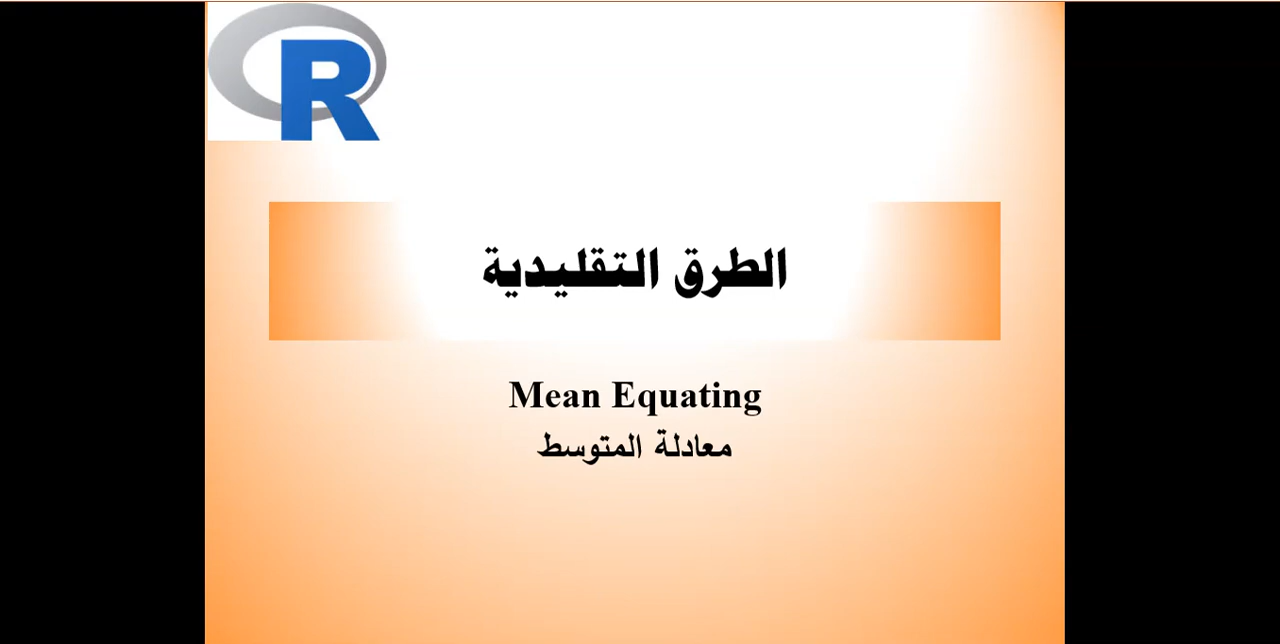 R
الطرق التقليدية
Mean Equating
معادلة المتوسط